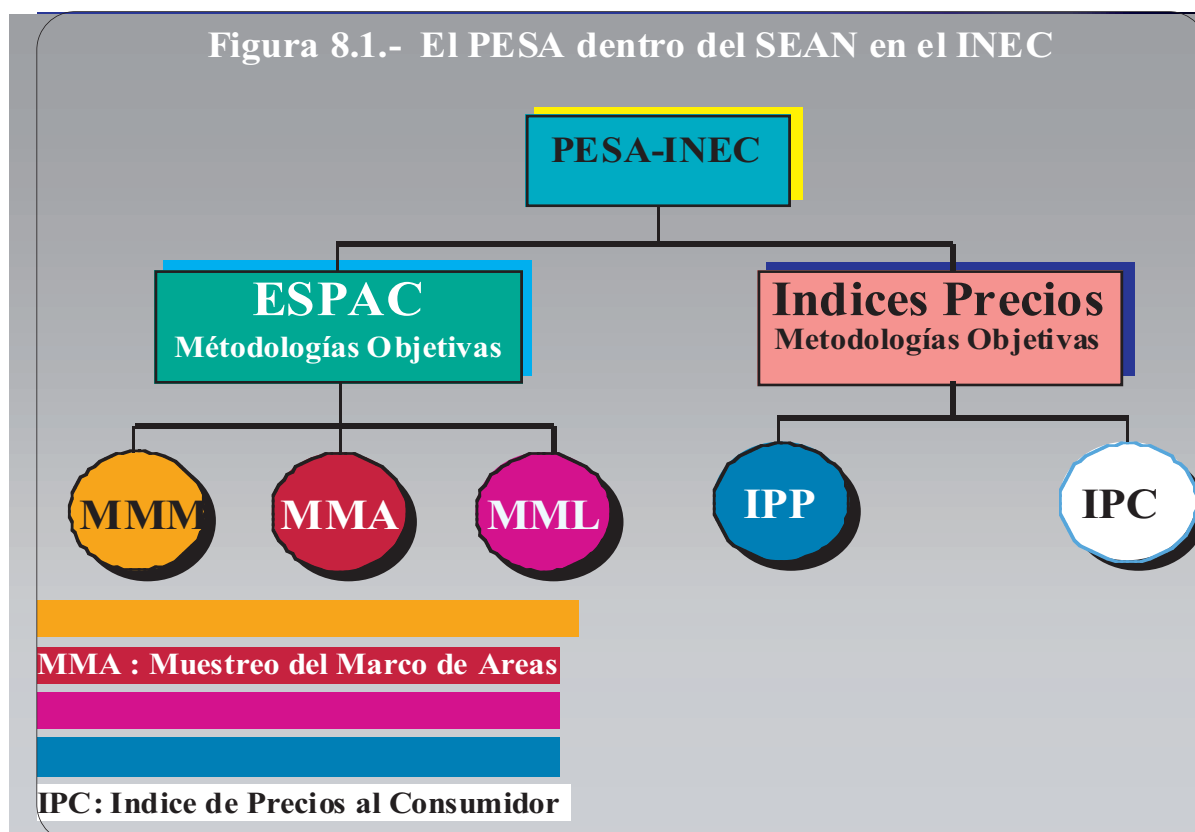 Figura 8.1.- El PESA dentro del SEAN en el INEC
PESA-INEC
ESPAC
Métodologías Objetivas
Indices Precios
Metodologías Objetivas
MMM
MMA
MML
IPP
IPC
MMA : Muestreo del Marco de Areas
IPC: Indice de Precios al Consumidor